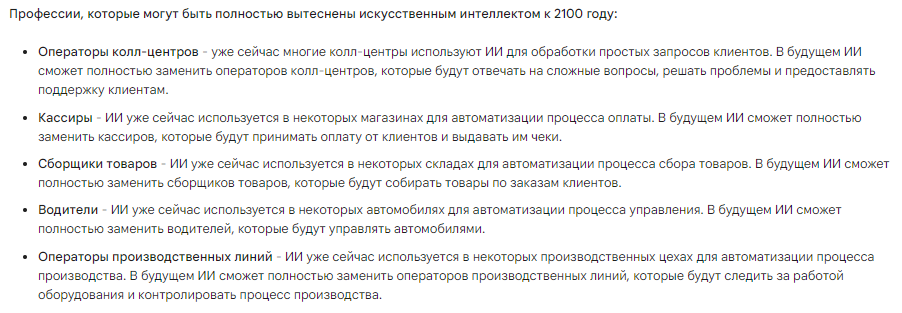 Профессии, которые могут быть полностью вытеснены искусственным интеллектом к 2100 году:
• Операторы колл-центров - уже сейчас многие колл-центры используют ИИ для обработки простых запросов клиентов. В будущем ИИ
сможет полностью заменить операторов колл-центров, которые будут отвечать на сложные вопросы, решать проблемы и предоставлять
поддержку клиентам.
• Кассиры - ИИ уже сейчас используется в некоторых магазинах для автоматизации процесса оплаты. В будущем ИИ сможет полностью
заменить кассиров, которые будут принимать оплату от клиентов и выдавать им чеки.
• Сборщики товаров - ИИ уже сейчас используется в некоторых складах для автоматизации процесса сбора товаров. В будущем ИИ сможет
полностью заменить сборщиков товаров, которые будут собирать товары по заказам клиентов.
• Водители - ИИ уже сейчас используется в некоторых автомобилях для автоматизации процесса управления. В будущем ИИ сможет
полностью заменить водителей, которые будут управлять автомобилями.
• Операторы производственных линий - ИИ уже сейчас используется в некоторых производственных цехах для автоматизации процесса
производства. В будущем ИИ сможет полностью заменить операторов производственных линий, которые будут следить за работой
оборудования и контролировать процесс производства.